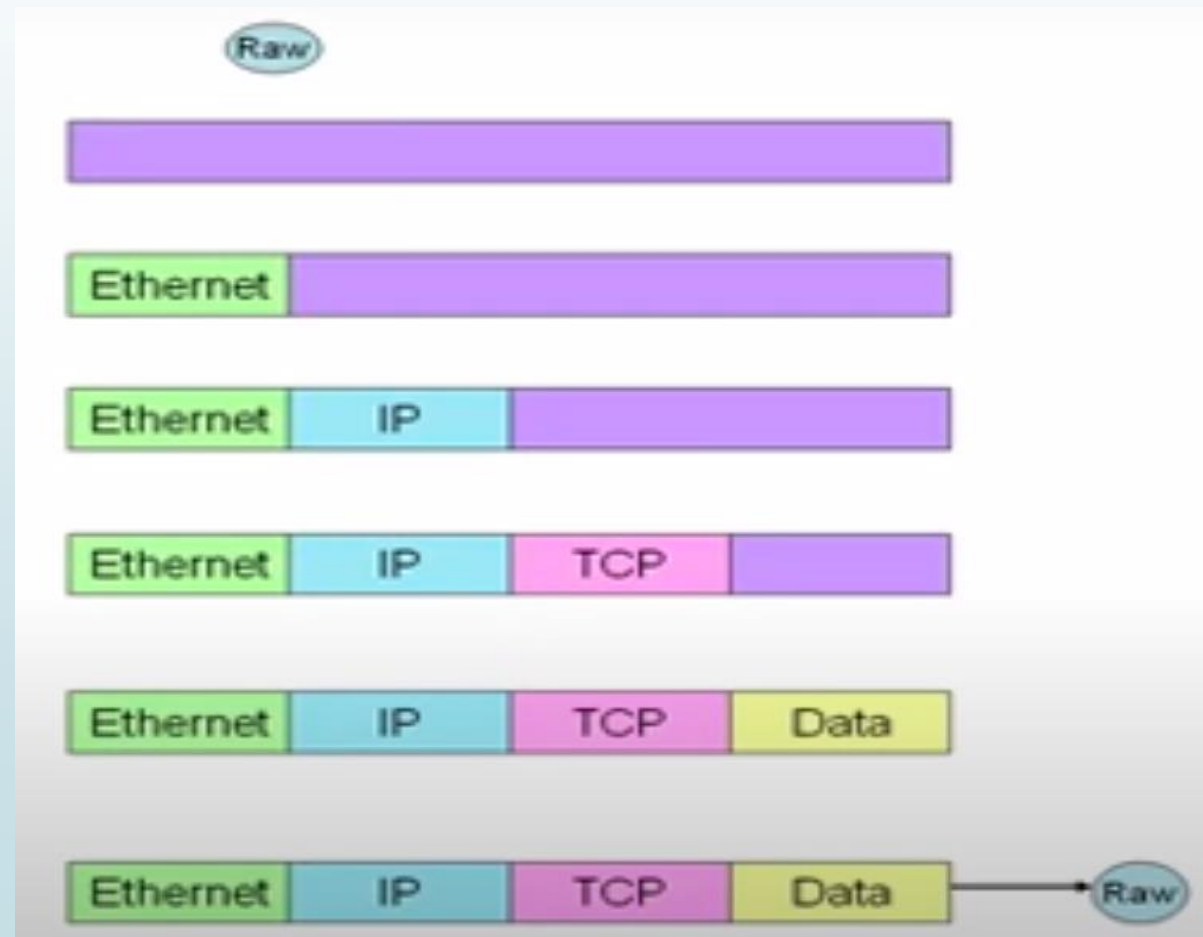 Raw
Ethernet
Ethernet IP
Ethernet IP TCP
Ethernet IP TCP Data
Ethernet IP TCP Data Raw